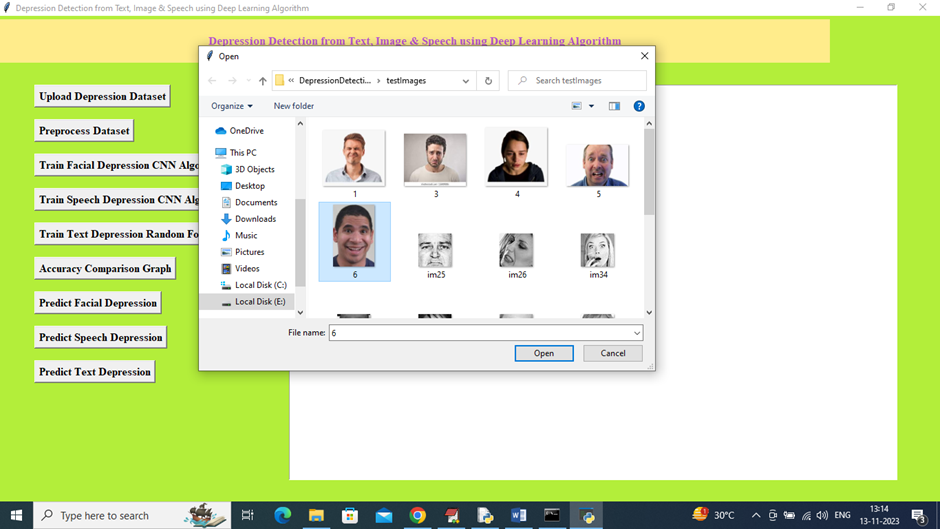 Depression Detection from Text, Image & Speech using Deep Learning Algorithm
Depression Detection from Text, Image & Speech using Deep Learning Algorithm
Upload Depression Dataset
Preprocess Dataset
Train Facial Depression CNN Algo
Train Speech Depression CNN Alg
Train Text Depression Random Fo
Accuracy Comparison Graph
Predict Facial Depression
Predict Speech Depression
Predict Text Depression
Open
« DepressionDetecti... › testImages
Search testImages
Organize
New folder
OneDrive
This PC
3D Objects
Desktop
Documents
Downloads
Music
Pictures
Videos
Local Disk (C:)
Local Disk (E:)
1
3
4
5
6
im25
im26
im34
File name:
6
Open
Cancel
Type here to search
30°C
ENG
13:14
13-11-2023
3